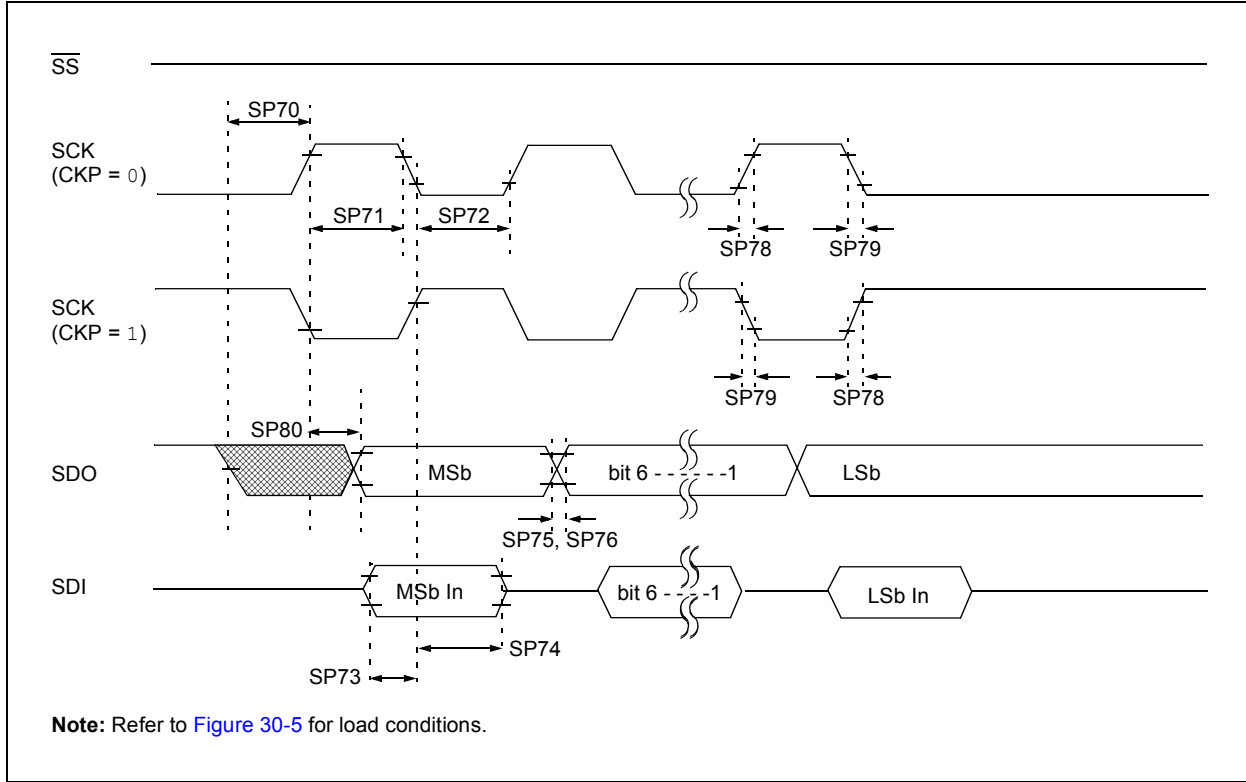 SS
SP70
SCK
(CKP = 0)
SP71
SP72
SP78
SP79
SCK
(CKP = 1)
SP79
SP78
SP80
SDO
MSb
bit 6 - - - - - -1
LSb
SP75, SP76
SDI
MSb In
bit 6 - - - -1
LSb In
SP74
SP73
Note: Refer to Figure 30-5 for load conditions.